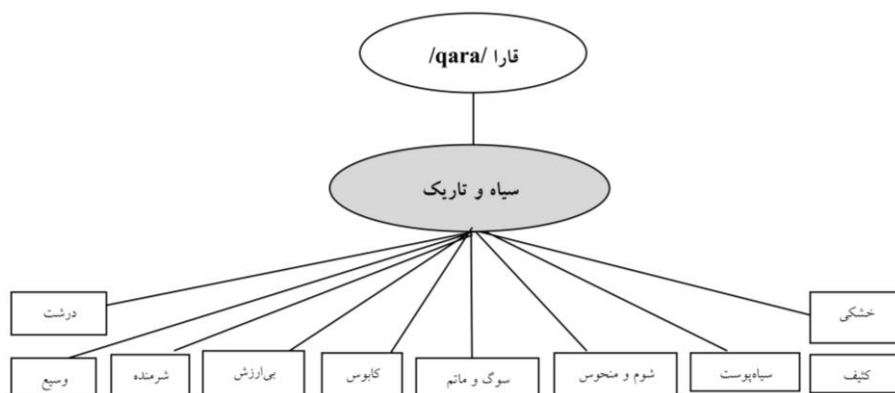 قارا /qara/
سیاه و تاریک
خشکی
درشت
کثیف
سیاه‌پوست
شوم و منحوس
سوگ و ماتم
کابوس
بی‌ارزش
شرمنده
وسیع